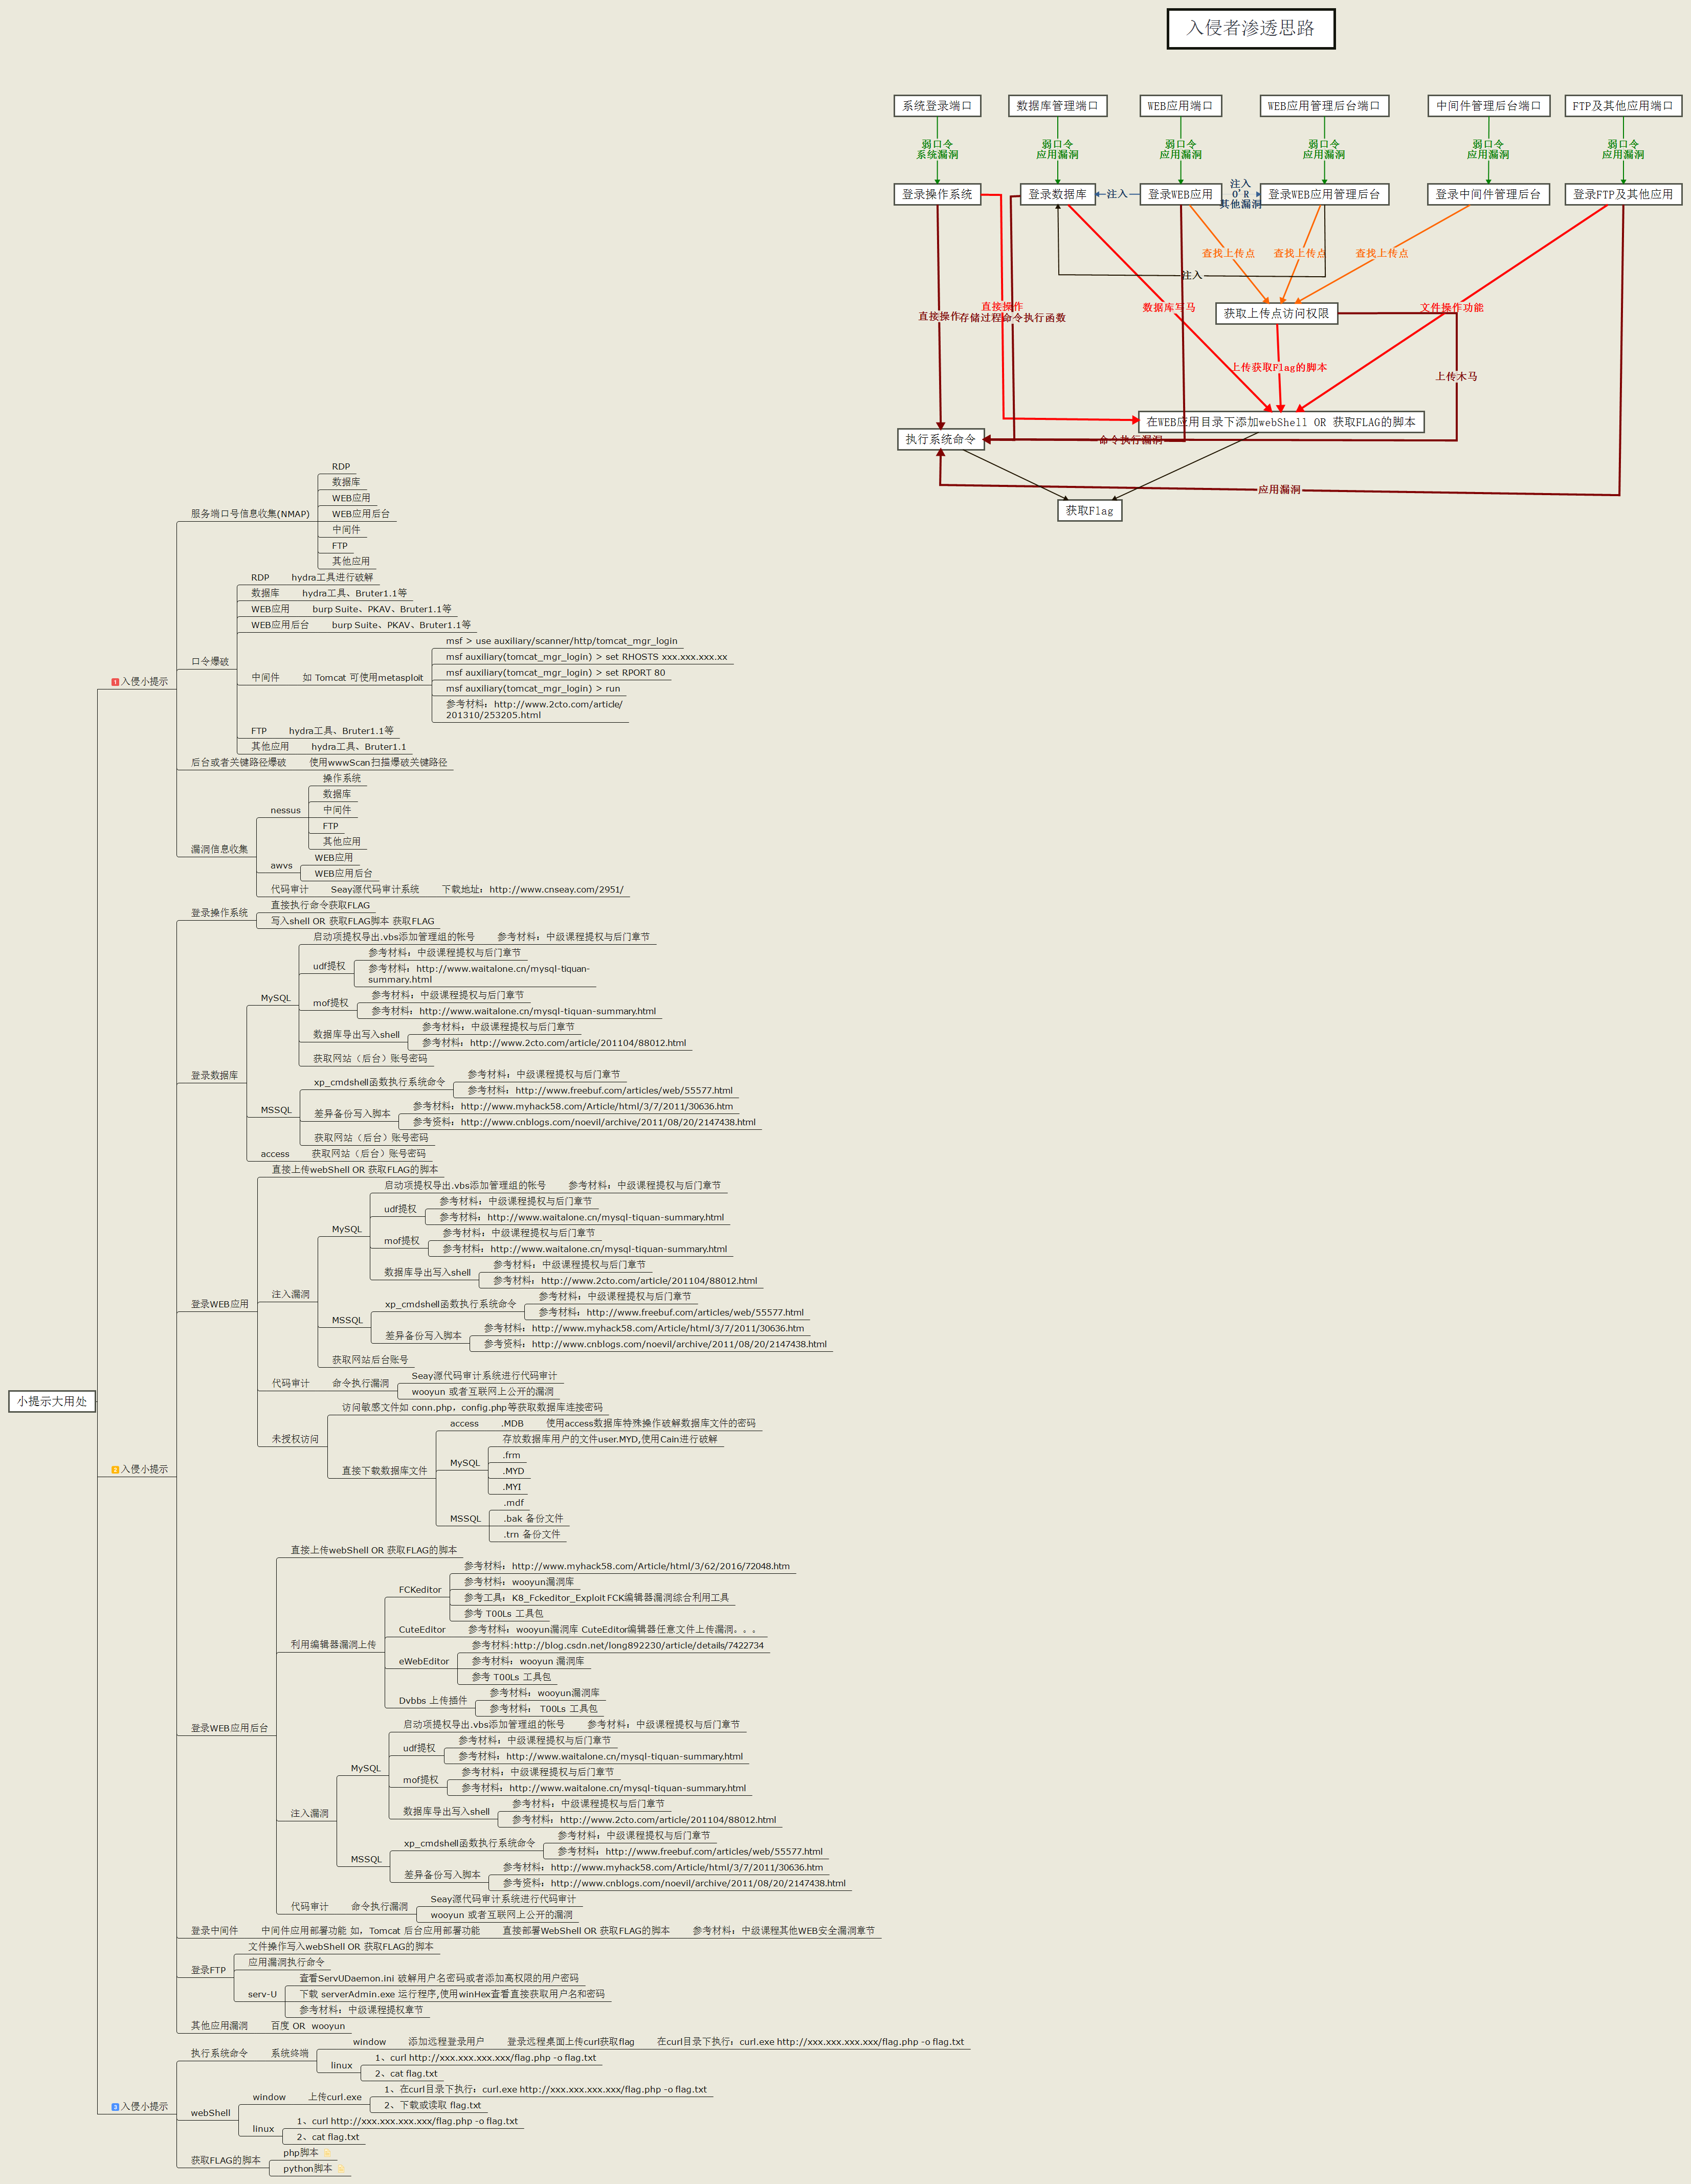 入侵者渗透思路
系统登录端口
数据库管理端口
WEB应用端口
WEB应用管理后台端口
中间件管理后台端口
FTP及其他应用端口
弱口令
系统漏洞
弱口令
应用漏洞
弱口令
应用漏洞
弱口令
应用漏洞
弱口令
应用漏洞
弱口令
应用漏洞
登录操作系统
登录数据库
注入
登录WEB应用
注入
OR
其他漏洞
登录WEB应用管理后台
登录中间件管理后台
登录FTP及其他应用
查找上传点
查找上传点
查找上传点
注入
直接操作
直接操作
存储过程命令执行函数
数据库写马
获取上传点访问权限
文件操作功能
上传获取Flag的脚本
上传木马
在WEB应用目录下添加webShell OR 获取FLAG的脚本
执行系统命令
命令执行漏洞
应用漏洞
获取Flag
小提示大用处
1 入侵小提示
服务端口号信息收集(NMAP)
RDP
数据库
WEB应用
WEB应用后台
中间件
FTP
其他应用
口令爆破
RDP hydra工具进行破解
数据库 hydra工具、Bruter1.1等
WEB应用 burp Suite、PKAV、Bruter1.1等
WEB应用后台 burp Suite、PKAV、Bruter1.1等
中间件 如 Tomcat 可使用metasploit
msf > use auxiliary/scanner/http/tomcat_mgr_login
msf auxiliary(tomcat_mgr_login) > set RHOSTS xxx.xxx.xxx.xx
msf auxiliary(tomcat_mgr_login) > set RPORT 80
msf auxiliary(tomcat_mgr_login) > run
参考材料：http://www.2cto.com/article/
201310/253205.html
FTP hydra工具、Bruter1.1等
其他应用 hydra工具、Bruter1.1
后台或者关键路径爆破 使用wwwScan扫描爆破关键路径
漏洞信息收集
nessus
操作系统
数据库
中间件
FTP
其他应用
awvs
WEB应用
WEB应用后台
代码审计 Seay源代码审计系统 下载地址：http://www.cnseay.com/2951/
2 入侵小提示
登录操作系统
直接执行命令获取FLAG
写入shell OR 获取FLAG脚本 获取FLAG
登录数据库
MySQL
启动项提权导出.vbs添加管理组的帐号 参考材料：中级课程提权与后门章节
udf提权
参考材料：中级课程提权与后门章节
参考材料：http://www.waitalone.cn/mysql-tiquan-
summary.html
mof提权
参考材料：中级课程提权与后门章节
参考材料：http://www.waitalone.cn/mysql-tiquan-summary.html
数据库导出写入shell
参考材料：中级课程提权与后门章节
参考材料：http://www.2cto.com/article/201104/88012.html
获取网站（后台）账号密码
MSSQL
xp_cmdshell函数执行系统命令
参考材料：中级课程提权与后门章节
参考材料：http://www.freebuf.com/articles/web/55577.html
差异备份写入脚本
参考材料：http://www.myhack58.com/Article/html/3/7/2011/30636.htm
参考资料：http://www.cnblogs.com/noevil/archive/2011/08/20/2147438.html
获取网站（后台）账号密码
access 获取网站（后台）账号密码
登录WEB应用
直接上传webShell OR 获取FLAG的脚本
注入漏洞
MySQL
启动项提权导出.vbs添加管理组的帐号 参考材料：中级课程提权与后门章节
udf提权
参考材料：中级课程提权与后门章节
参考材料：http://www.waitalone.cn/mysql-tiquan-summary.html
mof提权
参考材料：中级课程提权与后门章节
参考材料：http://www.waitalone.cn/mysql-tiquan-summary.html
数据库导出写入shell
参考材料：中级课程提权与后门章节
参考材料：http://www.2cto.com/article/201104/88012.html
MSSQL
xp_cmdshell函数执行系统命令
参考材料：中级课程提权与后门章节
参考材料：http://www.freebuf.com/articles/web/55577.html
差异备份写入脚本
参考材料：http://www.myhack58.com/Article/html/3/7/2011/30636.htm
参考资料：http://www.cnblogs.com/noevil/archive/2011/08/20/2147438.html
获取网站后台账号
代码审计 命令执行漏洞
Seay源代码审计系统进行代码审计
wooyun 或者互联网上公开的漏洞
未授权访问
访问敏感文件如 conn.php，config.php等获取数据库连接密码
直接下载数据库文件
access .MDB 使用access数据库特殊操作破解数据库文件的密码
MySQL
存放数据库用户的文件user.MYD,使用Cain进行破解
.frm
.MYD
.MYI
MSSQL
.mdf
.bak 备份文件
.trn 备份文件
登录WEB应用后台
直接上传webShell OR 获取FLAG的脚本
利用编辑器漏洞上传
FCKeditor
参考材料：http://www.myhack58.com/Article/html/3/62/2016/72048.htm
参考材料：wooyun漏洞库
参考工具：K8_Fckeditor_Exploit FCK编辑器漏洞综合利用工具
参考 T00Ls 工具包
CuteEditor 参考材料：wooyun漏洞库 CuteEditor编辑器任意文件上传漏洞。。。
eWebEditor
参考材料:http://blog.csdn.net/long892230/article/details/7422734
参考材料：wooyun 漏洞库
参考 T00Ls 工具包
Dvbbs 上传插件
参考材料：wooyun漏洞库
参考材料： T00Ls 工具包
注入漏洞
MySQL
启动项提权导出.vbs添加管理组的帐号 参考材料：中级课程提权与后门章节
udf提权
参考材料：中级课程提权与后门章节
参考材料：http://www.waitalone.cn/mysql-tiquan-summary.html
mof提权
参考材料：中级课程提权与后门章节
参考材料：http://www.waitalone.cn/mysql-tiquan-summary.html
数据库导出写入shell
参考材料：中级课程提权与后门章节
参考材料：http://www.2cto.com/article/201104/88012.html
MSSQL
xp_cmdshell函数执行系统命令
参考材料：中级课程提权与后门章节
参考材料：http://www.freebuf.com/articles/web/55577.html
差异备份写入脚本
参考材料：http://www.myhack58.com/Article/html/3/7/2011/30636.htm
参考资料：http://www.cnblogs.com/noevil/archive/2011/08/20/2147438.html
代码审计 命令执行漏洞
Seay源代码审计系统进行代码审计
wooyun 或者互联网上公开的漏洞
登录中间件 中间件应用部署功能 如，Tomcat 后台应用部署功能 直接部署WebShell OR 获取FLAG的脚本 参考材料：中级课程其他WEB安全漏洞章节
登录FTP
文件操作写入webShell OR 获取FLAG的脚本
应用漏洞执行命令
serv-U
查看ServUDaemon.ini 破解用户名密码或者添加高权限的用户密码
下载 serverAdmin.exe 运行程序,使用winHex查看直接获取用户名和密码
参考材料：中级课程提权章节
其他应用漏洞 百度 OR wooyun
3 入侵小提示
执行系统命令 系统终端
window 添加远程登录用户 登录远程桌面上传curl获取flag 在curl目录下执行：curl.exe http://xxx.xxx.xxx.xxx/flag.php -o flag.txt
linux
1、curl http://xxx.xxx.xxx.xxx/flag.php -o flag.txt
2、cat flag.txt
webShell
window 上传curl.exe
1、在curl目录下执行：curl.exe http://xxx.xxx.xxx.xxx/flag.php -o flag.txt
2、下载或读取 flag.txt
linux
1、curl http://xxx.xxx.xxx.xxx/flag.php -o flag.txt
2、cat flag.txt
获取FLAG的脚本
php脚本
python脚本